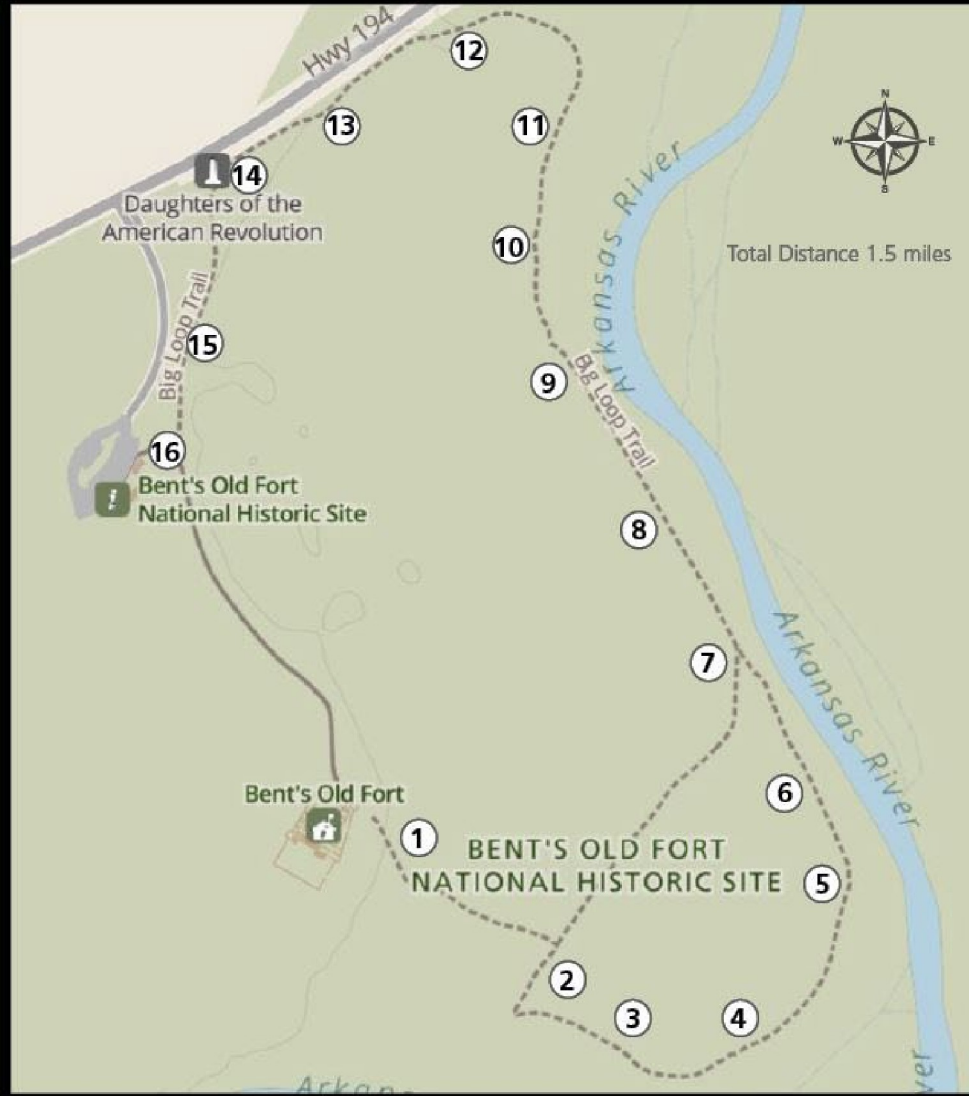 Hwy 194
12
13
11
14
Daughters of the
American Revolution
N
W
E
S
Arkansas River
Total Distance 1.5 miles
10
Big Loop Trail
15
9
Big Loop Trail
16
Bent's Old Fort
National Historic Site
8
Arkansas River
7
6
Bent's Old Fort
1
BENT'S OLD FORT
NATIONAL HISTORIC SITE
5
2
3
4